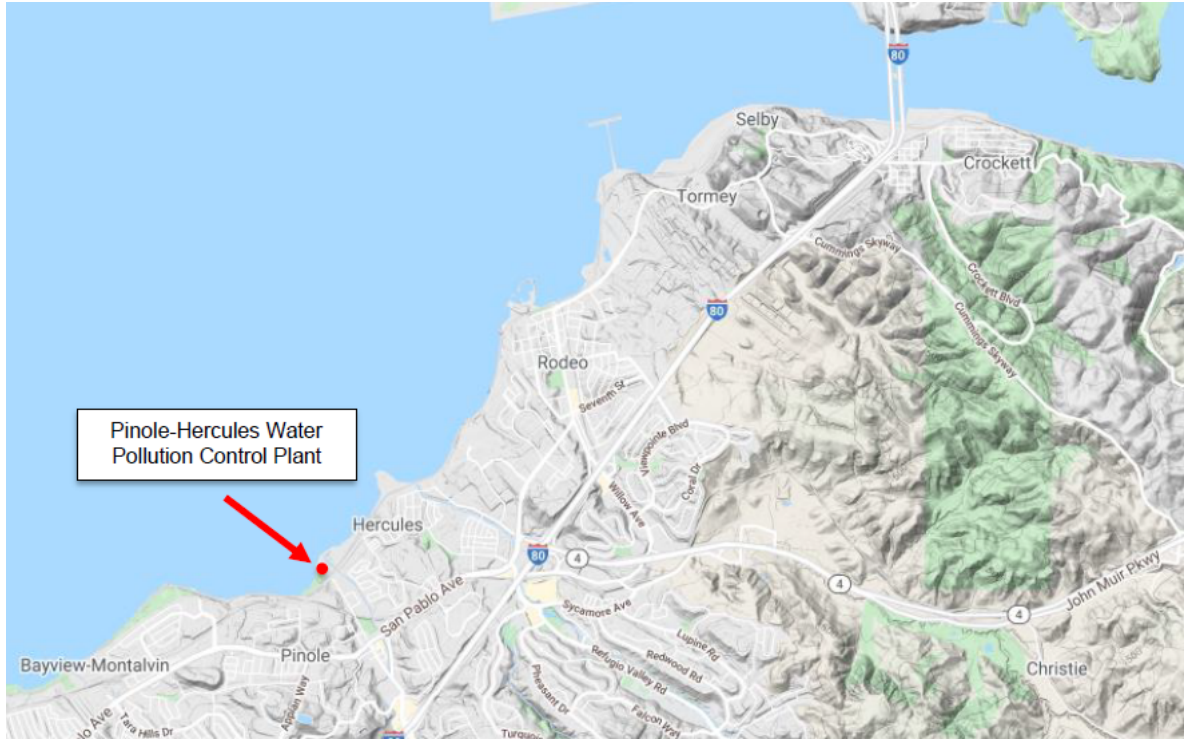 80
Selby
Crockett
Tormey
Cummings Skyway
Crockett Blvd
80
Cummings Skyway
Rodeo
Seventh St
Viewpointe Blvd
Coral Dr
Willow Ave
Pinole-Hercules Water
Pollution Control Plant
Hercules
80
4
San Pablo Ave
4
John Muir Pkwy
4
Sycamore Ave
Lupine Rd
Redwood Rd
Refugio Valley Rd
Pheasant Dr
Falcon Way
Pinole
Bayview-Montalvin
Christie
Appian Way
Tara Hills Dr